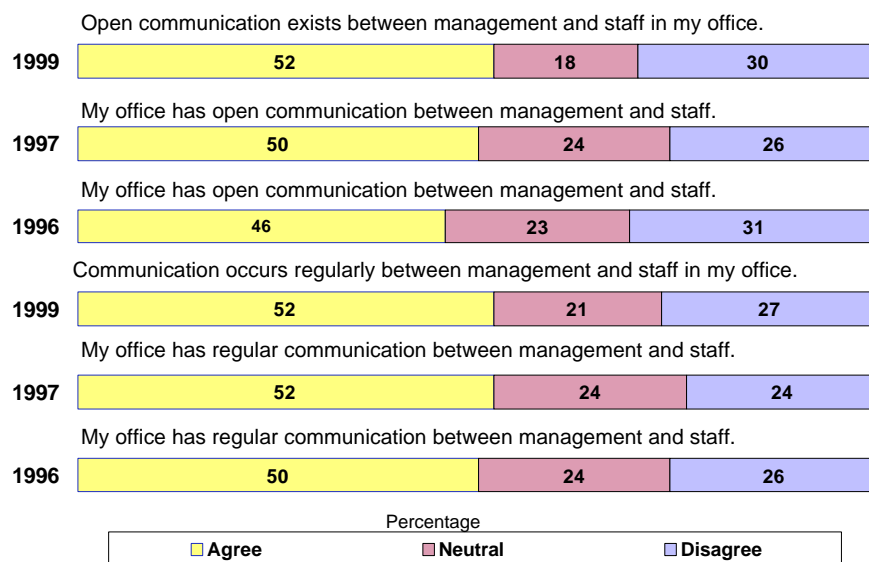 Open communication exists between management and staff in my office.
1999 52 18 30
My office has open communication between management and staff.
1997 50 24 26
My office has open communication between management and staff.
1996 46 23 31
Communication occurs regularly between management and staff in my office.
1999 52 21 27
My office has regular communication between management and staff.
1997 52 24 24
My office has regular communication between management and staff.
1996 50 24 26
Percentage
Agree Neutral Disagree